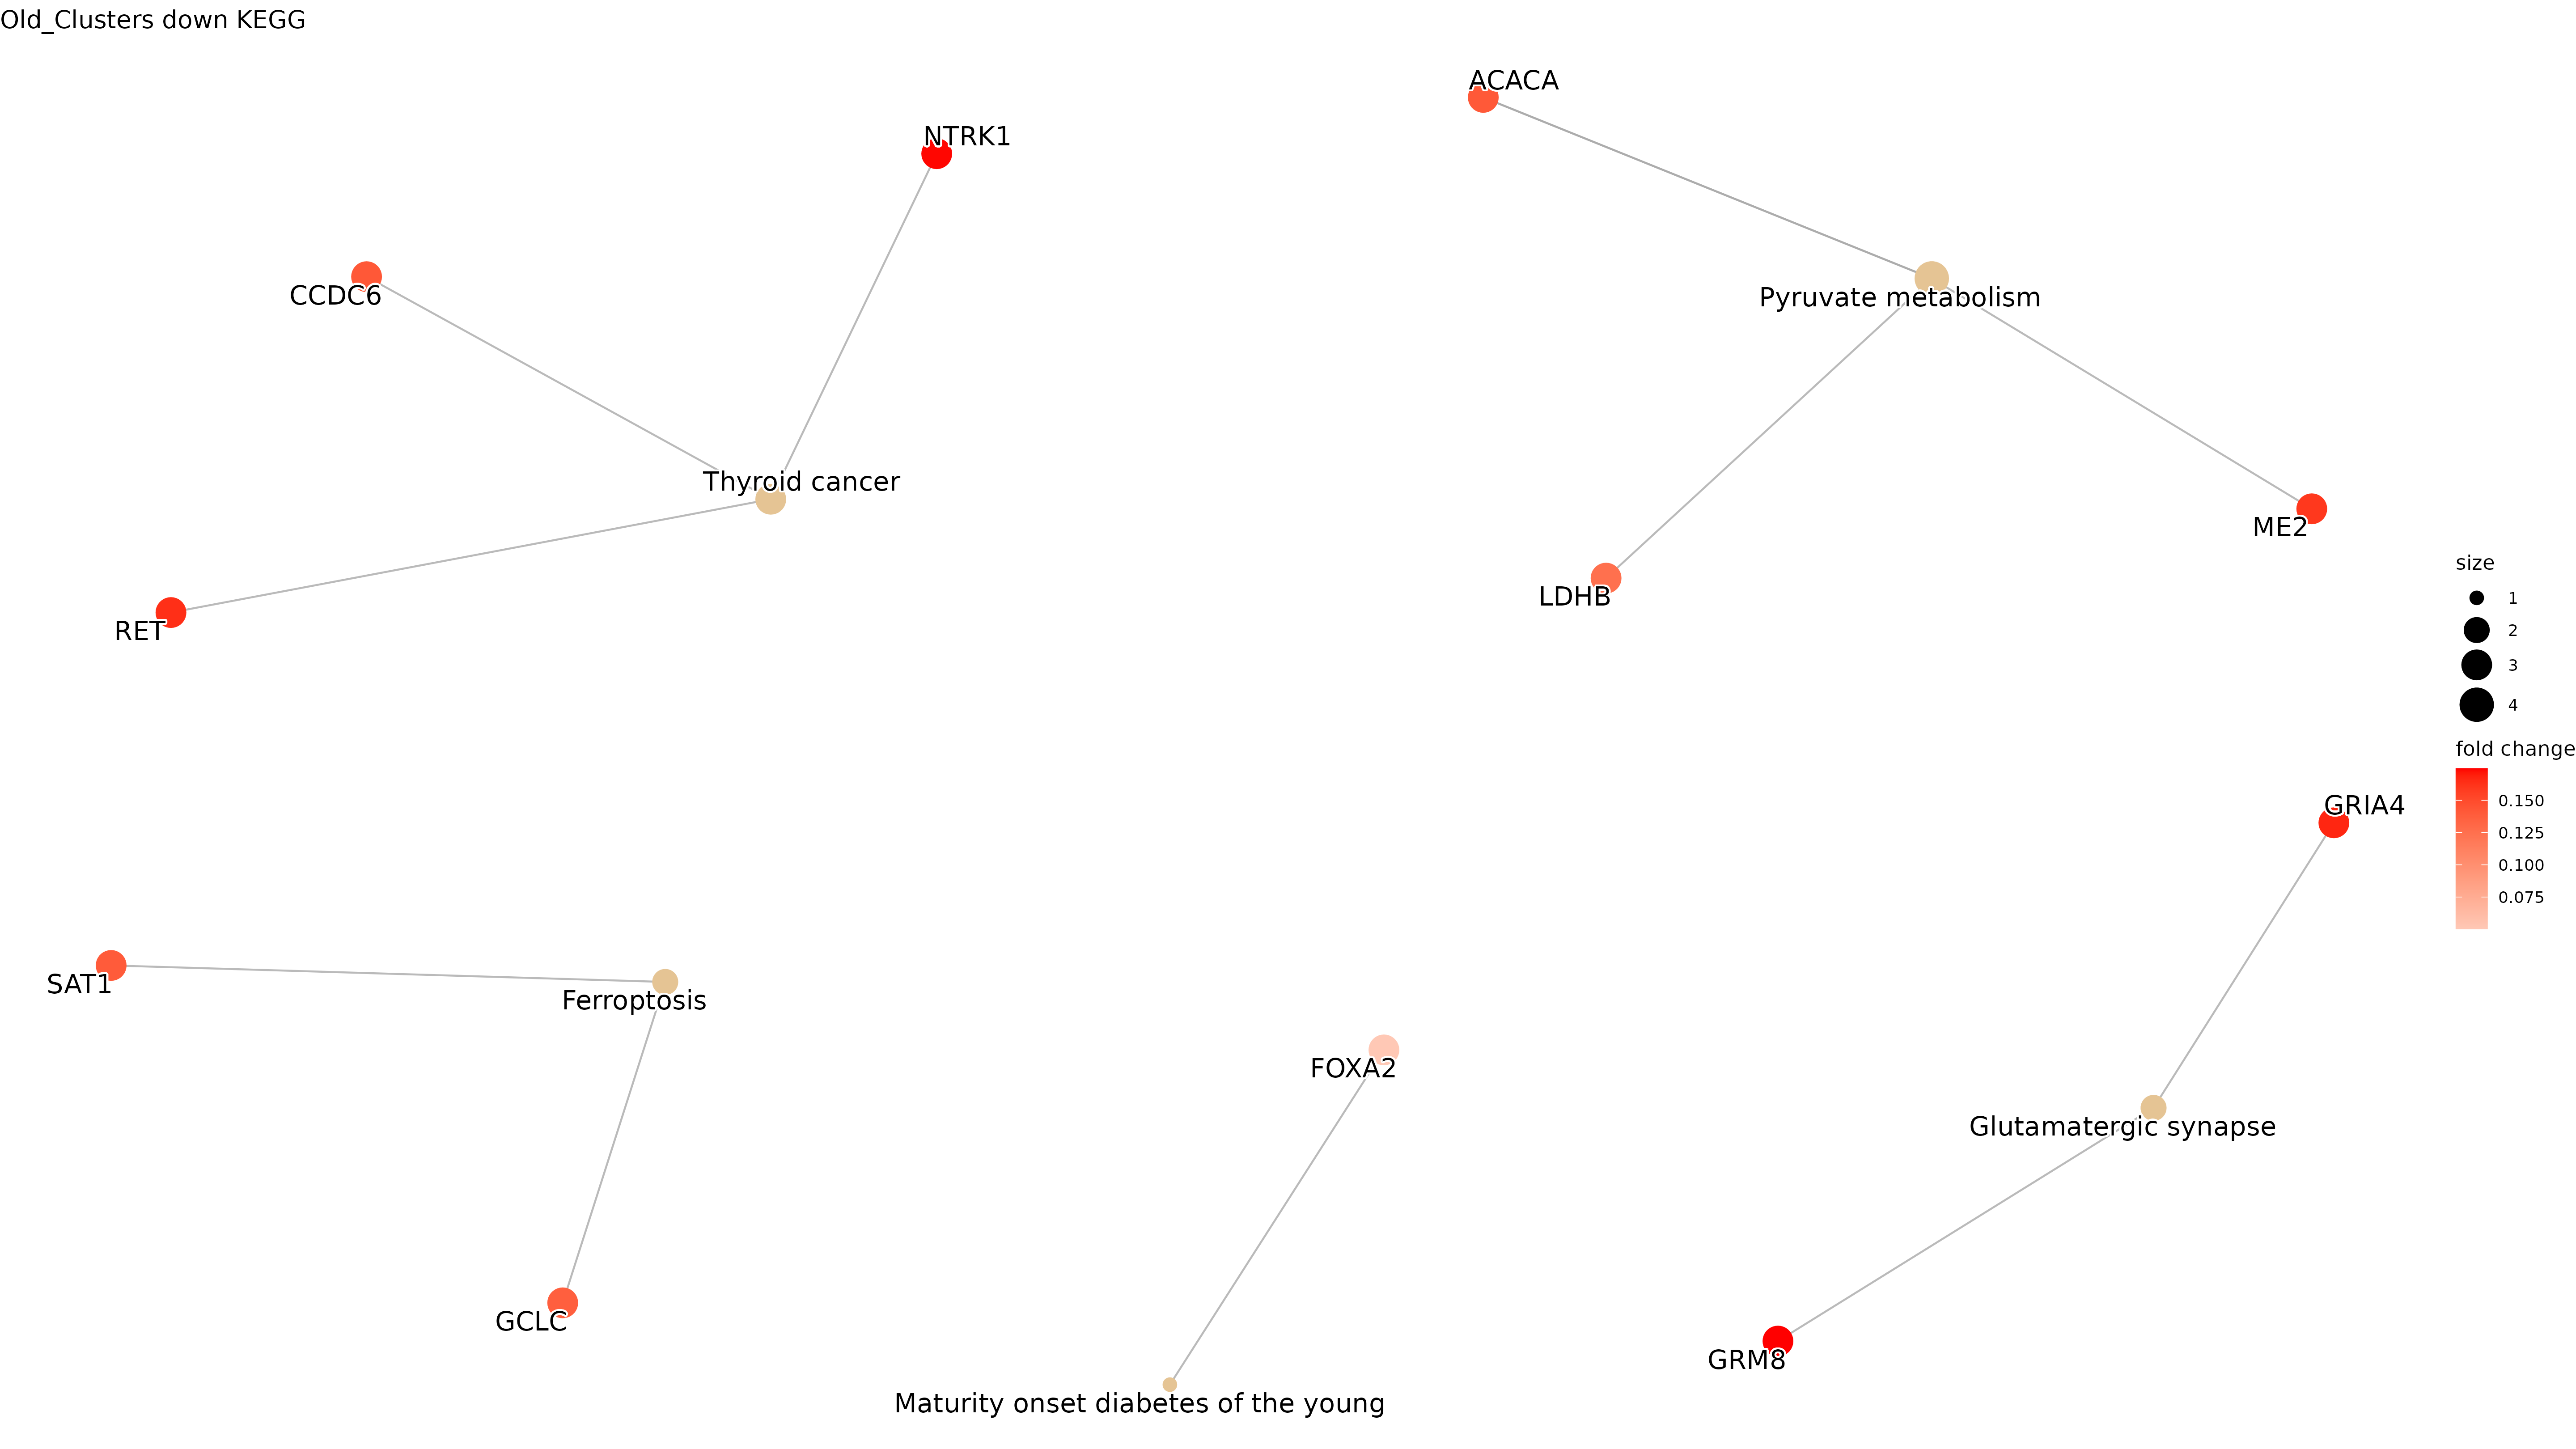 Old_Clusters down KEGG
ACACA
NTRK1
CCDC6
Pyruvate metabolism
Thyroid cancer
ME2
LDHB
RET
size
1
2
3
4
fold change
0.150
0.125
0.100
0.075
GRIA4
SAT1
Ferroptosis
FOXA2
Glutamatergic synapse
GCLC
GRM8
Maturity onset diabetes of the young